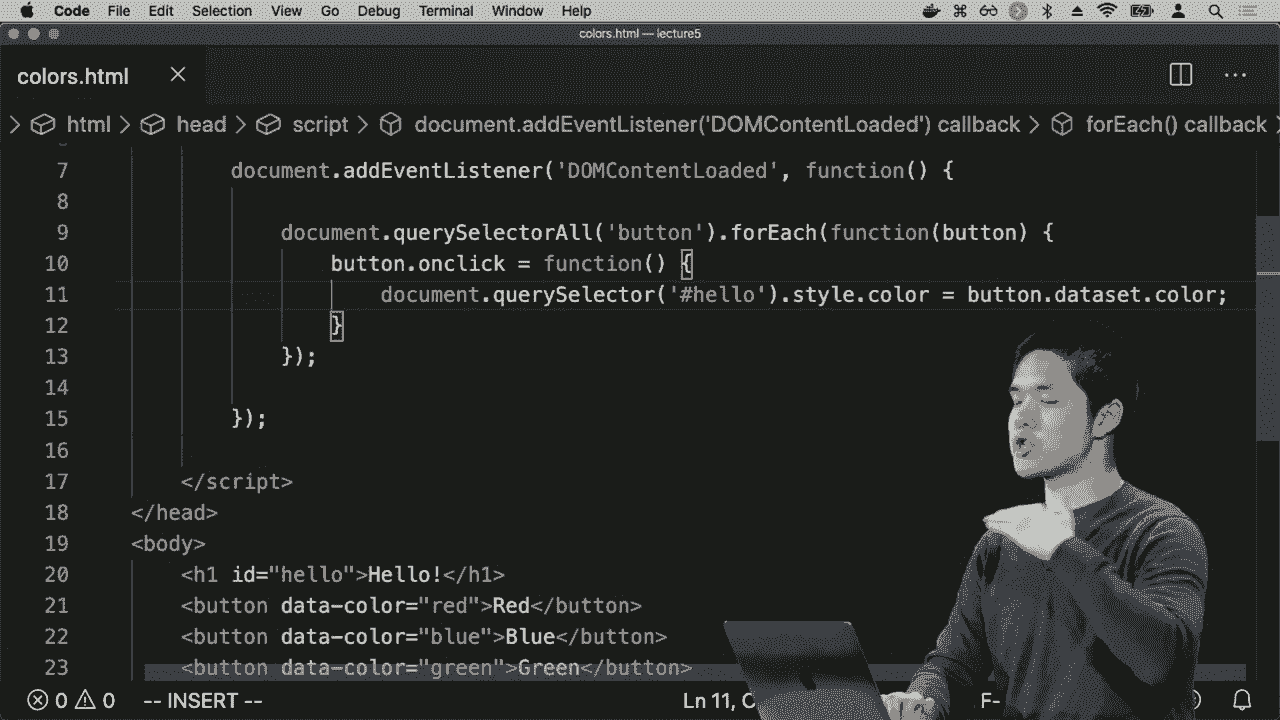 Code File Edit Selection View Go Debug Terminal Window Help
colors.html — lecture5
colors.html
html head script document.addEventListener('DOMContentLoaded') callback forEach() callback
7 document.addEventListener('DOMContentLoaded', function() {
8
9 document.querySelectorAll('button').forEach(function(button) {
10 button.onclick = function() {
11 document.querySelector('#hello').style.color = button.dataset.color;
12 }
13 });
14
15 });
16
17 </script>
18 </head>
19 <body>
20 <h1 id="hello">Hello!</h1>
21 <button data-color="red">Red</button>
22 <button data-color="blue">Blue</button>
23 <button data-color="green">Green</button>
0 0 -- INSERT -- Ln 11, C